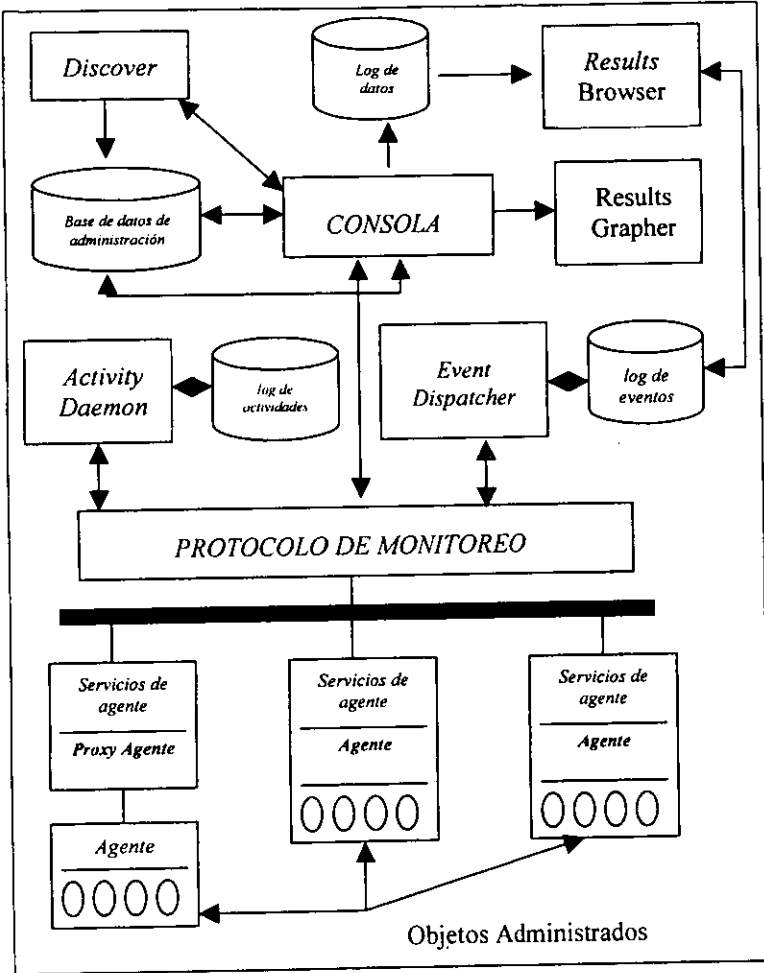 Discover
Log de
datos
Results
Browser
Base de datos de
administración
CONSOLA
Results
Grapher
Activity
Daemon
log de
actividades
Event
Dispatcher
log de
eventos
PROTOCOLO DE MONITOREO
Servicios de
agente
Proxy Agente
Agente
Servicios de
agente
Agente
Servicios de
agente
Agente
Objetos Administrados